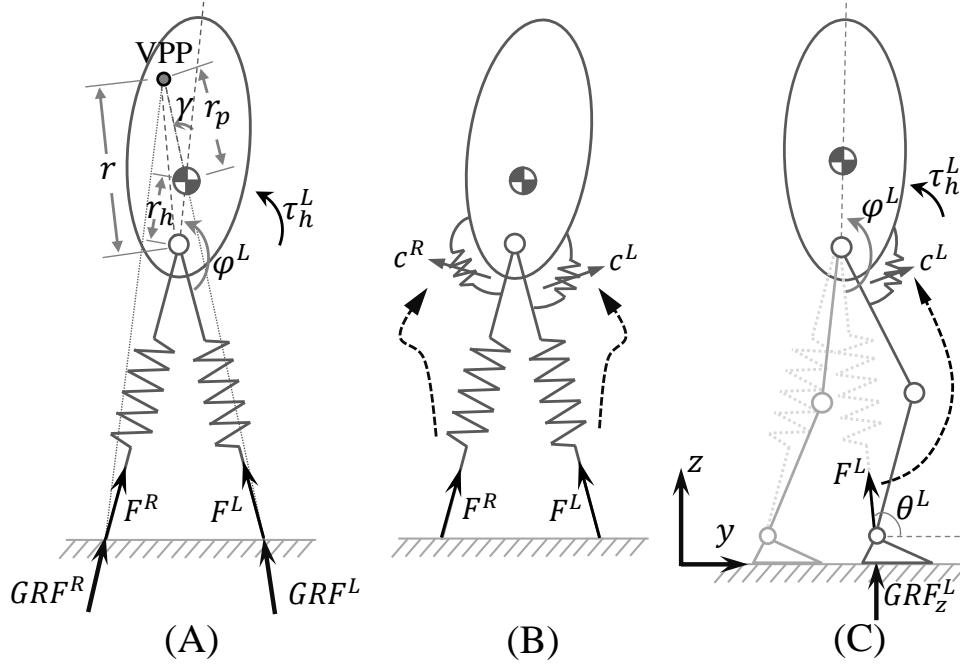 VPP
γ
r_p
r
r_h
τ_h^L
φ^L
F^R
F^L
GRF^R
GRF^L
(A)
c^R
c^L
F^R
F^L
(B)
τ_h^L
φ^L
c^L
z
F^L
θ^L
y
GRF_z^L
(C)